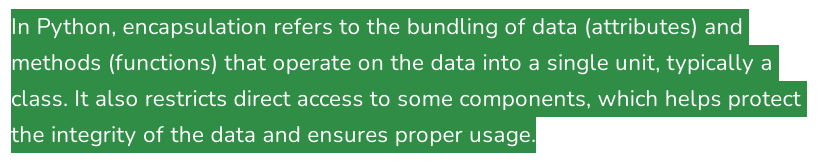 In Python, encapsulation refers to the bundling of data (attributes) and
methods (functions) that operate on the data into a single unit, typically a
class. It also restricts direct access to some components, which helps protect
the integrity of the data and ensures proper usage.